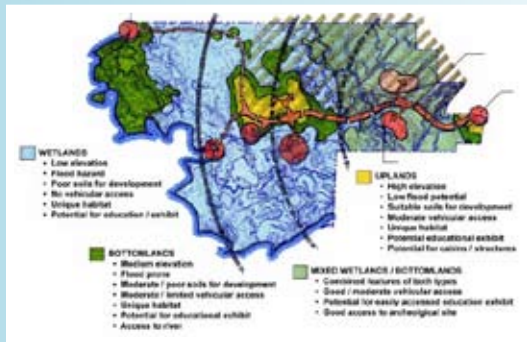 WETLANDS
• Low elevation
• Flood hazard
• Poor soils for development
• No vehicular access
• Unique habitat
• Potential for education / exhibit
BOTTOMLANDS
• Medium elevation
• Flood prone
• Moderate / poor soils for development
• Moderate / limited vehicular access
• Unique habitat
• Potential for educational exhibit
• Access to river
UPLANDS
• High elevation
• Low flood potential
• Suitable soils for development
• Moderate vehicular access
• Unique habitat
• Potential educational exhibit
• Potential for cabins / structures
MIXED WETLANDS / BOTTOMLANDS
• Combined features of both types
• Good / moderate vehicular access
• Potential for easily accessed education exhibit
• Good access to archeological site